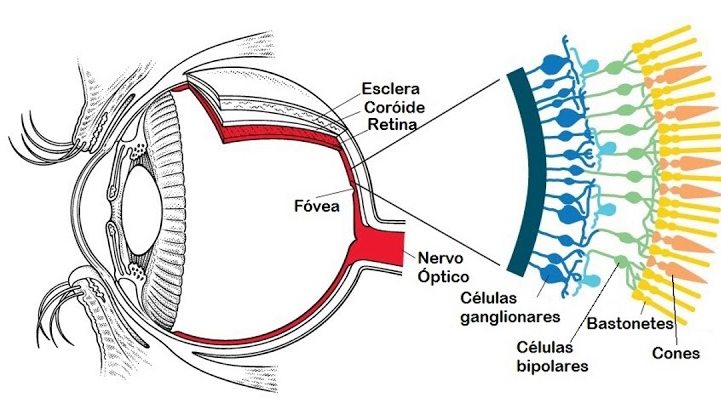 Esclera
Coróide
Retina
Fóvea
Nervo
Óptico
Células
ganglionares
Células
bipolares
Bastonetes
Cones